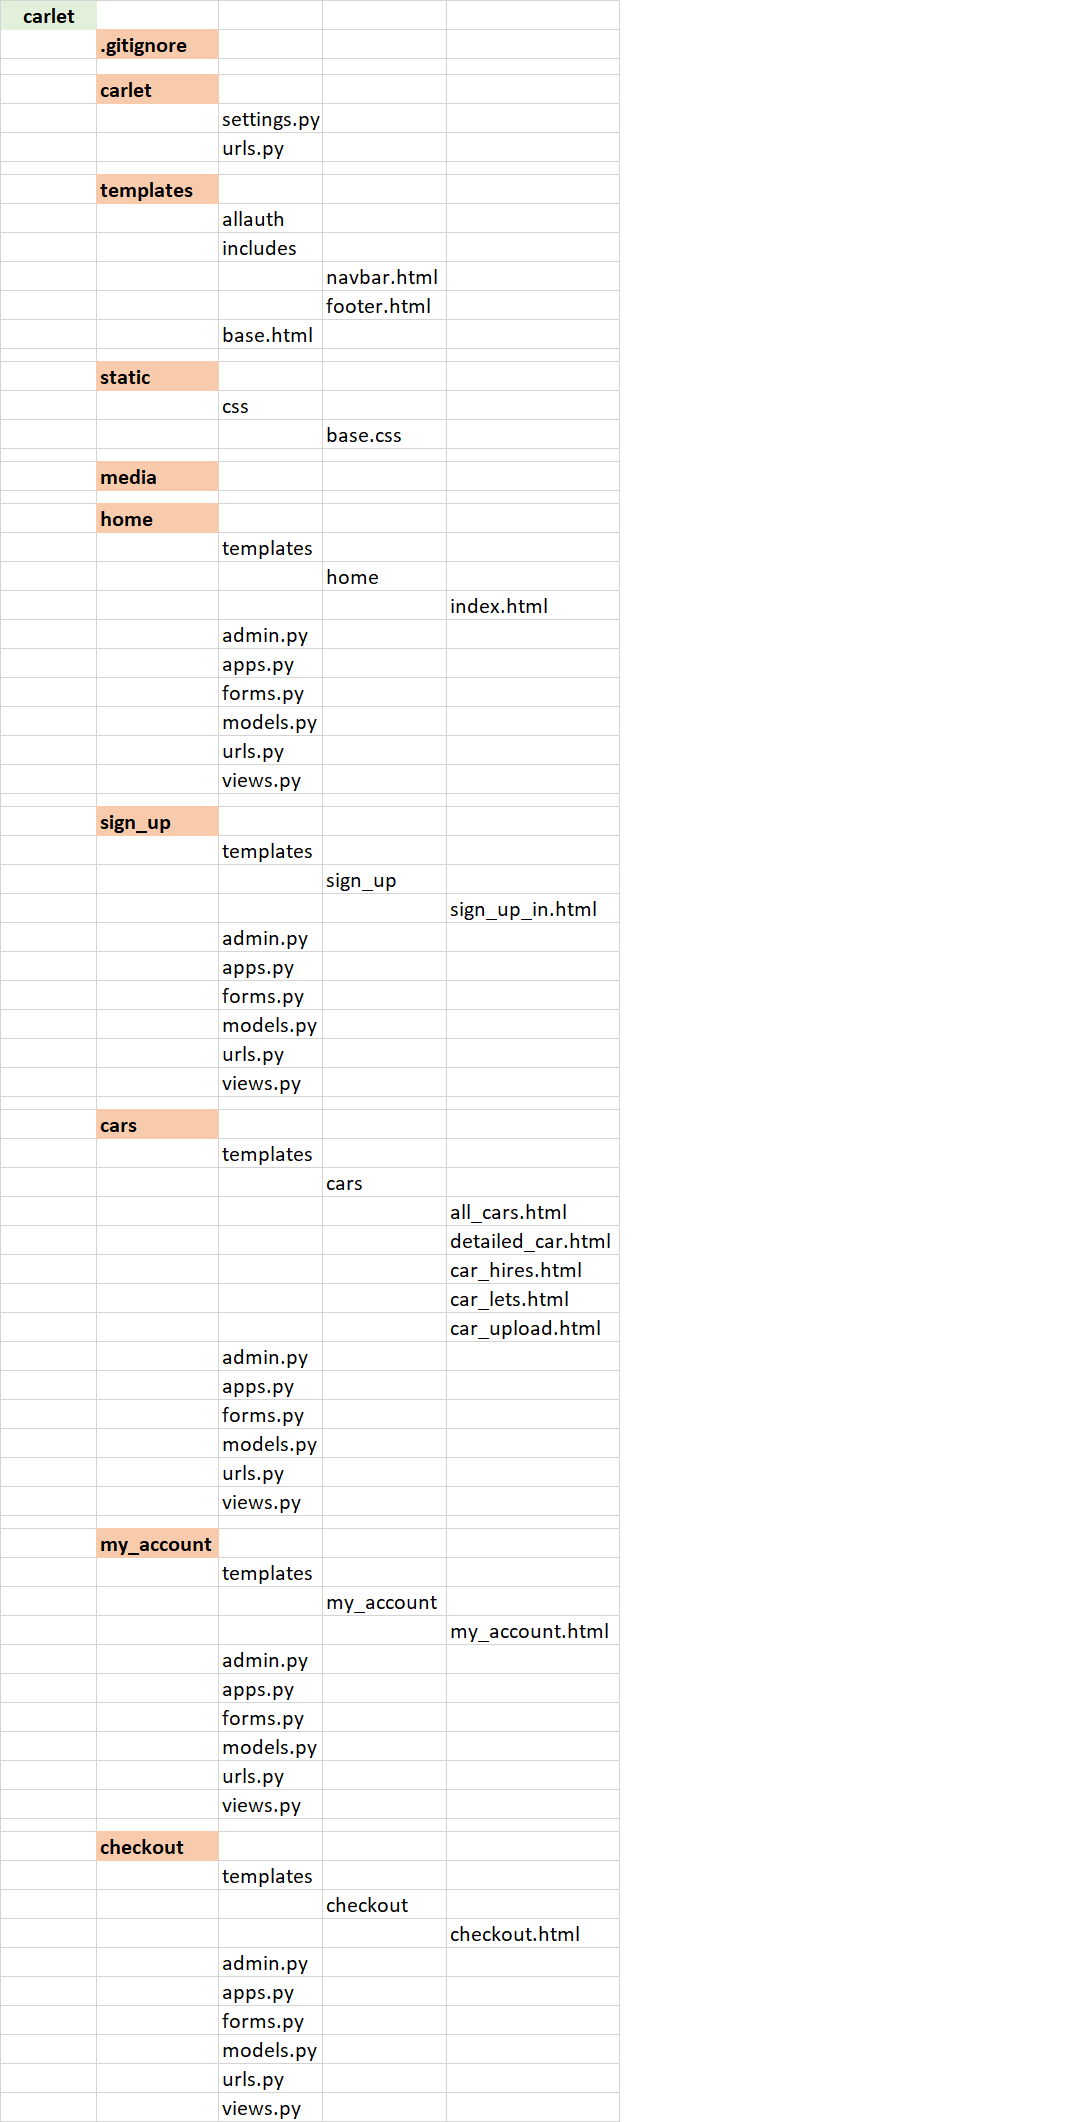 carlet
.gitignore
carlet
settings.py
urls.py
templates
allauth
includes
navbar.html
footer.html
base.html
static
css
base.css
media
home
templates
home
index.html
admin.py
apps.py
forms.py
models.py
urls.py
views.py
sign_up
templates
sign_up
sign_up_in.html
admin.py
apps.py
forms.py
models.py
urls.py
views.py
cars
templates
cars
all_cars.html
detailed_car.html
car_hires.html
car_lets.html
car_upload.html
admin.py
apps.py
forms.py
models.py
urls.py
views.py
my_account
templates
my_account
my_account.html
admin.py
apps.py
forms.py
models.py
urls.py
views.py
checkout
templates
checkout
checkout.html
admin.py
apps.py
forms.py
models.py
urls.py
views.py